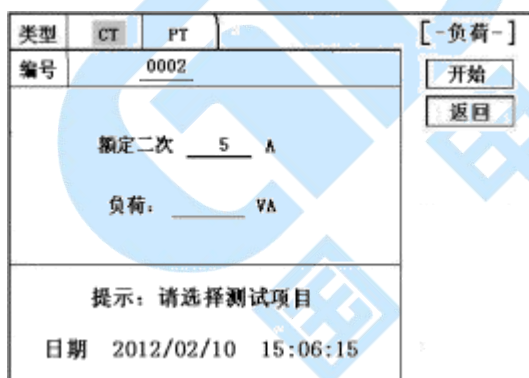 类型 CT PT
[-负荷-]
编号 0002
开始
返回
额定二次 5 A
负荷: VA
提示: 请选择测试项目
日期 2012/02/10 15:06:15